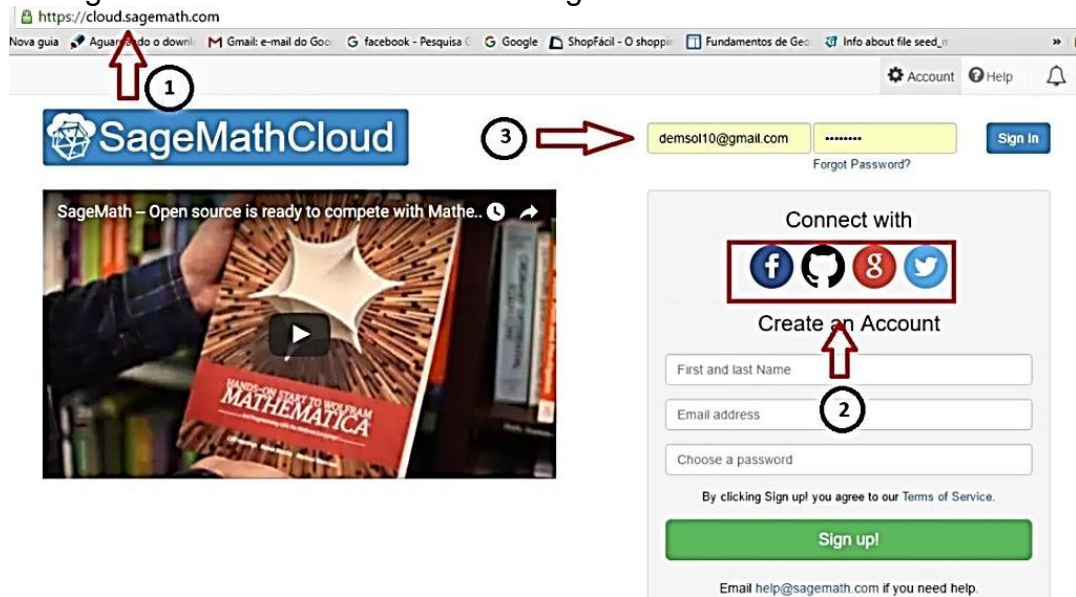 https://cloud.sagemath.com
Nova guia Aguardando o downl Gmail: e-mail do Goo facebook - Pesquisa G Google ShopFácil - O shoppin Fundamentos de Geo Info about file seed_n »
1
Account Help
SageMathCloud
3
demsol10@gmail.com •••••••• Sign In
Forgot Password?
SageMath – Open source is ready to compete with Mathe..
Connect with
Create an Account
HANDS-ON START TO WOLFRAM
MATHEMATICA
First and last Name
Email address
2
Choose a password
By clicking Sign up! you agree to our Terms of Service.
Sign up!
Email help@sagemath.com if you need help.